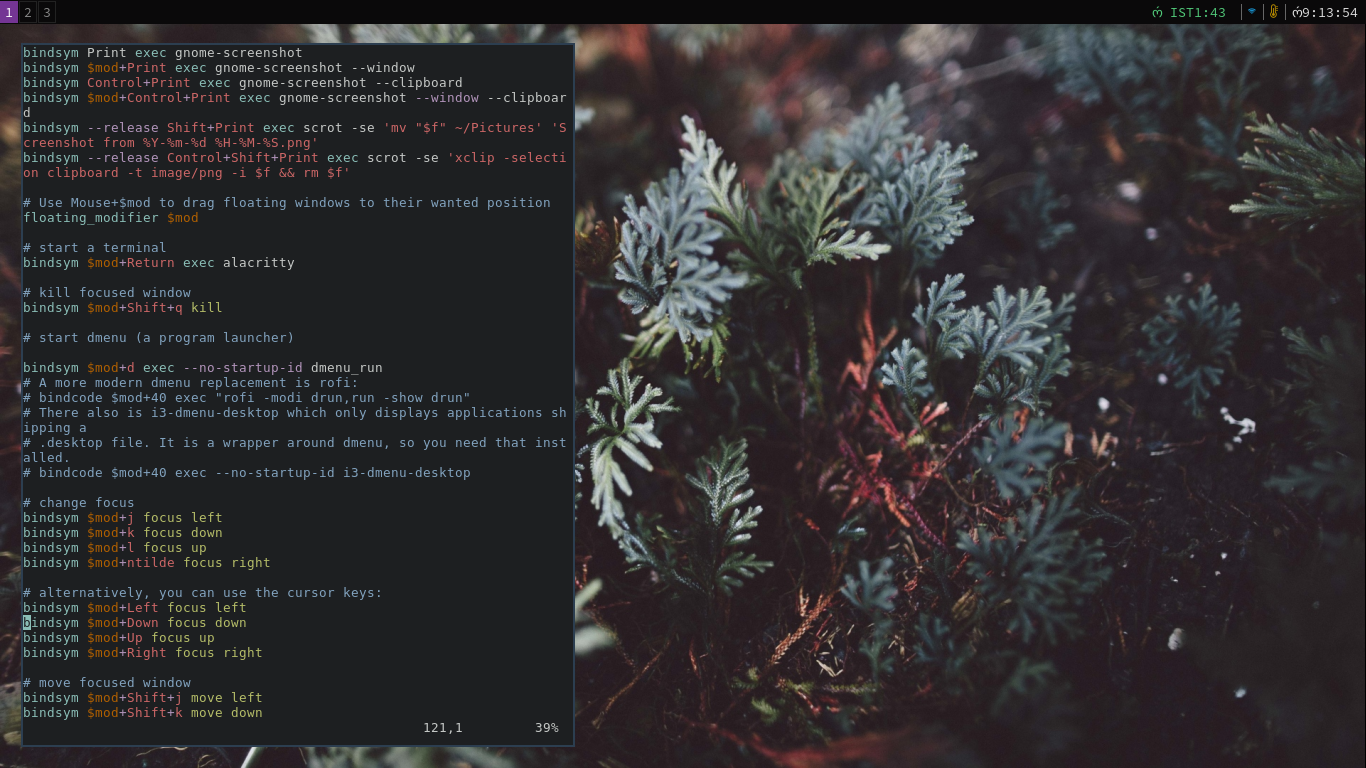 1 2 3
რ IST1:43 რ9:13:54
bindsym Print exec gnome-screenshot
bindsym $mod+Print exec gnome-screenshot --window
bindsym Control+Print exec gnome-screenshot --clipboard
bindsym $mod+Control+Print exec gnome-screenshot --window --clipboar
d
bindsym --release Shift+Print exec scrot -se 'mv "$f" ~/Pictures' 'S
creenshot from %Y-%m-%d %H-%M-%S.png'
bindsym --release Control+Shift+Print exec scrot -se 'xclip -selecti
on clipboard -t image/png -i $f && rm $f'
# Use Mouse+$mod to drag floating windows to their wanted position
floating_modifier $mod
# start a terminal
bindsym $mod+Return exec alacritty
# kill focused window
bindsym $mod+Shift+q kill
# start dmenu (a program launcher)
bindsym $mod+d exec --no-startup-id dmenu_run
# A more modern dmenu replacement is rofi:
# bindcode $mod+40 exec "rofi -modi drun,run -show drun"
# There also is i3-dmenu-desktop which only displays applications sh
ipping a
# .desktop file. It is a wrapper around dmenu, so you need that inst
alled.
# bindcode $mod+40 exec --no-startup-id i3-dmenu-desktop
# change focus
bindsym $mod+j focus left
bindsym $mod+k focus down
bindsym $mod+l focus up
bindsym $mod+ntilde focus right
# alternatively, you can use the cursor keys:
bindsym $mod+Left focus left
bindsym $mod+Down focus down
bindsym $mod+Up focus up
bindsym $mod+Right focus right
# move focused window
bindsym $mod+Shift+j move left
bindsym $mod+Shift+k move down
121,1 39%